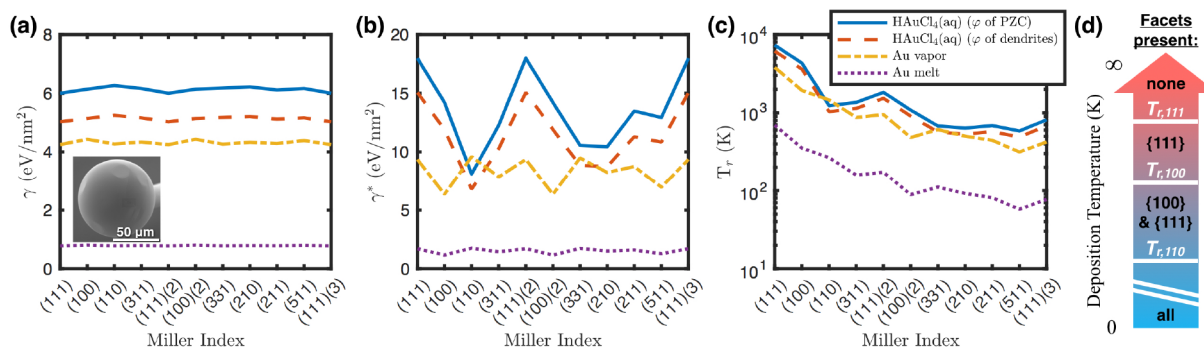 (a)
8
6
4
2
0
γ (eV/nm²)
50 μm
(111)
(100)
(110)
(311)
(111)(2)
(100)(2)
(331)
(210)
(211)
(511)
(111)(3)
Miller Index
(b)
20
15
10
5
0
γ* (eV/nm²)
(111)
(100)
(110)
(311)
(111)(2)
(100)(2)
(331)
(210)
(211)
(511)
(111)(3)
Miller Index
(c)
10⁴
10³
10²
10¹
Tᵣ (K)
HAuCl₄(aq) (φ of PZC)
HAuCl₄(aq) (φ of dendrites)
Au vapor
Au melt
(111)
(100)
(110)
(311)
(111)(2)
(100)(2)
(331)
(210)
(211)
(511)
(111)(3)
Miller Index
(d)
Facets
present:
∞
0
Deposition Temperature (K)
none
Tr,111
{111}
Tr,100
{100}
& {111}
Tr,110
all